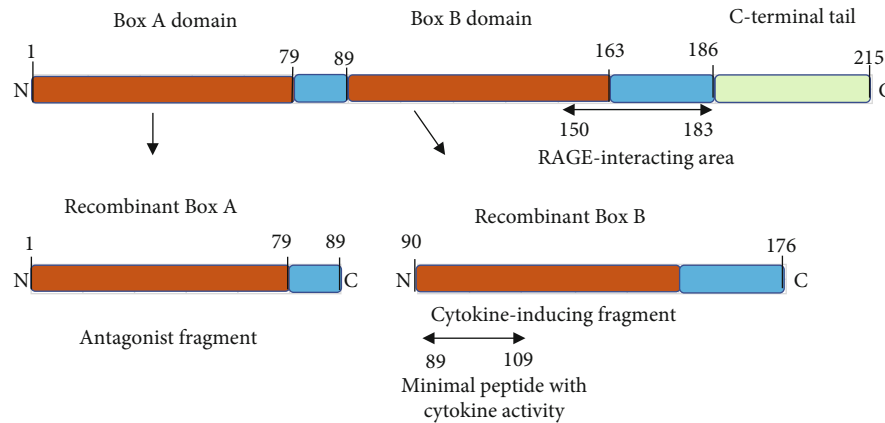 Box A domain
Box B domain
C-terminal tail
1
79
89
163
186
215
N
C
150
183
RAGE-interacting area
Recombinant Box A
Recombinant Box B
1
79
89
90
176
N
C
N
C
Antagonist fragment
Cytokine-inducing fragment
89
109
Minimal peptide with
cytokine activity